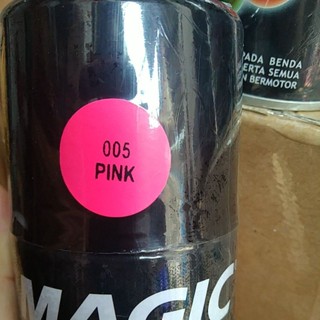 005
PINK
MAGIC
PADA BENDA
ERTA SEMUA
N BERMOTOR